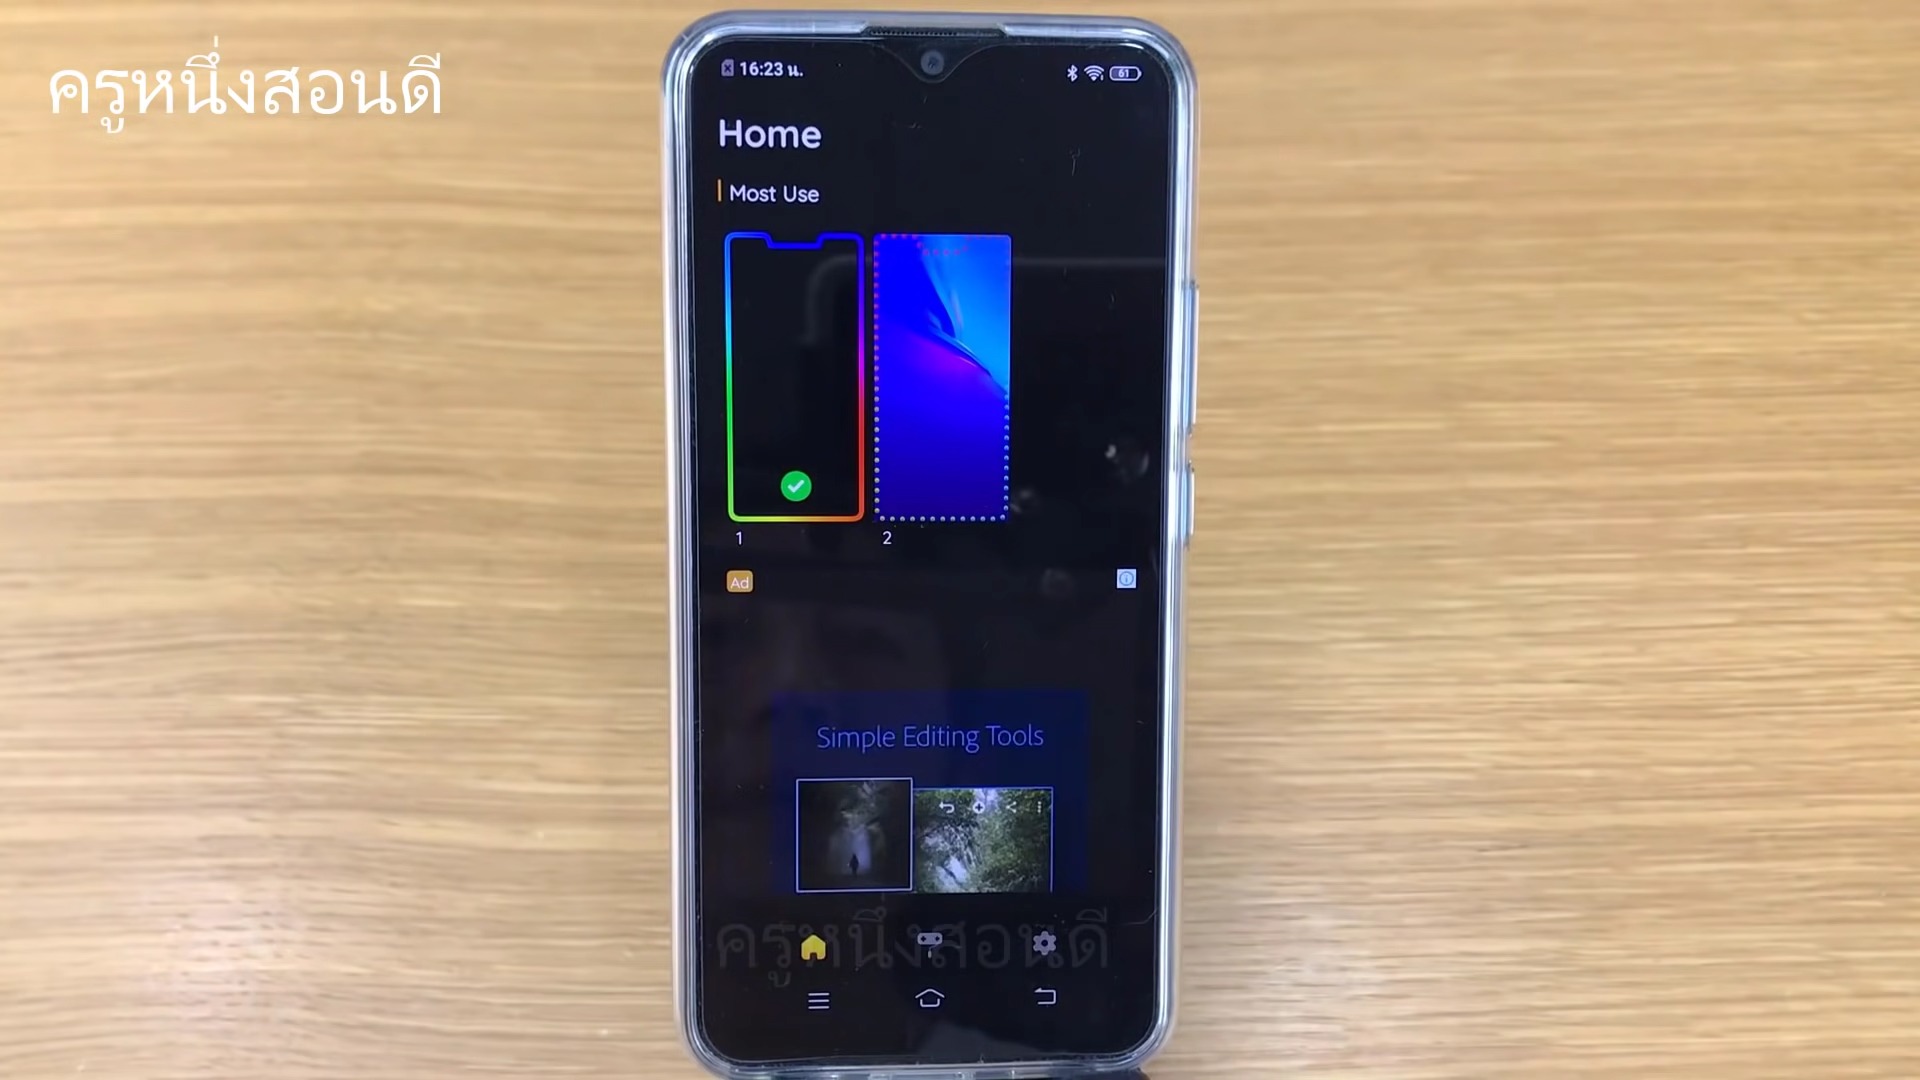 ครูหนึ่งสอนดี
16:23 น.
61
Home
Most Use
1
2
Ad
Simple Editing Tools
ครูหนึ่งสอนดี